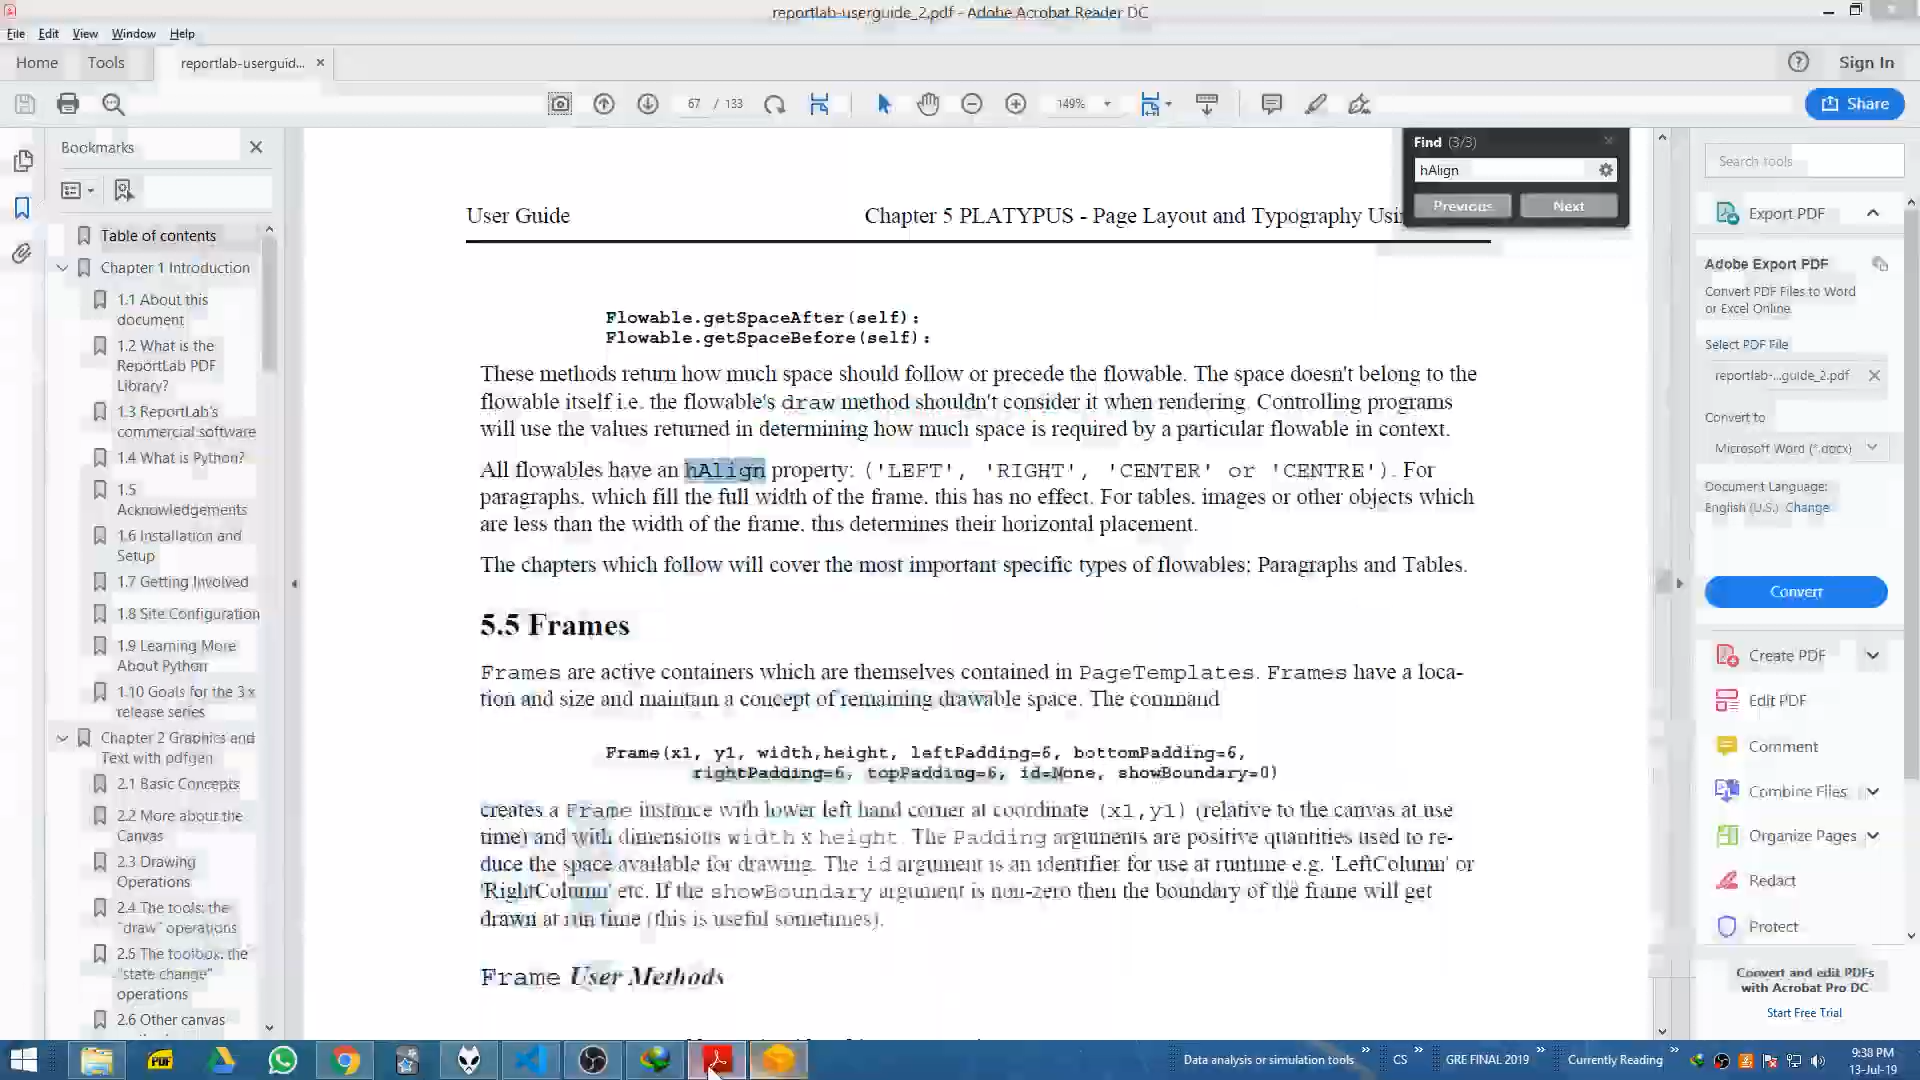 reportlab-userguide_2.pdf - Adobe Acrobat Reader DC
File Edit View Window Help
Home Tools reportlab-userguid... × Sign In
67 / 133 149% Share
Bookmarks
Table of contents
Chapter 1 Introduction
1.1 About this
document
1.2 What is the
ReportLab PDF
Library?
1.3 ReportLab's
commercial software
1.4 What is Python?
1.5
Acknowledgements
1.6 Installation and
Setup
1.7 Getting Involved
1.8 Site Configuration
1.9 Learning More
About Python
1.10 Goals for the 3.x
release series
Chapter 2 Graphics and
Text with pdfgen
2.1 Basic Concepts
2.2 More about the
Canvas
2.3 Drawing
Operations
2.4 The tools: the
"draw" operations
2.5 The toolbox: the
"state change"
operations
2.6 Other canvas
Find (3/3)
hAlign
Previous Next
User Guide Chapter 5 PLATYPUS - Page Layout and Typography Usi
Flowable.getSpaceAfter(self):
Flowable.getSpaceBefore(self):
These methods return how much space should follow or precede the flowable. The space doesn't belong to the
flowable itself i.e. the flowable's draw method shouldn't consider it when rendering. Controlling programs
will use the values returned in determining how much space is required by a particular flowable in context.
All flowables have an hAlign property: ('LEFT', 'RIGHT', 'CENTER' or 'CENTRE'). For
paragraphs, which fill the full width of the frame, this has no effect. For tables, images or other objects which
are less than the width of the frame, this determines their horizontal placement.
The chapters which follow will cover the most important specific types of flowables: Paragraphs and Tables.
5.5 Frames
Frames are active containers which are themselves contained in PageTemplates. Frames have a loca-
tion and size and maintain a concept of remaining drawable space. The command
Frame(x1, y1, width,height, leftPadding=6, bottomPadding=6,
rightPadding=6, topPadding=6, id=None, showBoundary=0)
creates a Frame instance with lower left hand corner at coordinate (x1,y1) (relative to the canvas at use
time) and with dimensions width x height. The Padding arguments are positive quantities used to re-
duce the space available for drawing. The id argument is an identifier for use at runtime e.g. 'LeftColumn' or
'RightColumn' etc. If the showBoundary argument is non-zero then the boundary of the frame will get
drawn at run time (this is useful sometimes).
Frame User Methods
Search tools
Export PDF
Adobe Export PDF
Convert PDF Files to Word
or Excel Online
Select PDF File
reportlab-...guide_2.pdf ×
Convert to
Microsoft Word (*.docx)
Document Language:
English (U.S.) Change
Convert
Create PDF
Edit PDF
Comment
Combine Files
Organize Pages
Redact
Protect
Convert and edit PDFs
with Acrobat Pro DC
Start Free Trial
PDF
Data analysis or simulation tools » CS » GRE FINAL 2019 » Currently Reading » 9:38 PM
13-Jul-19